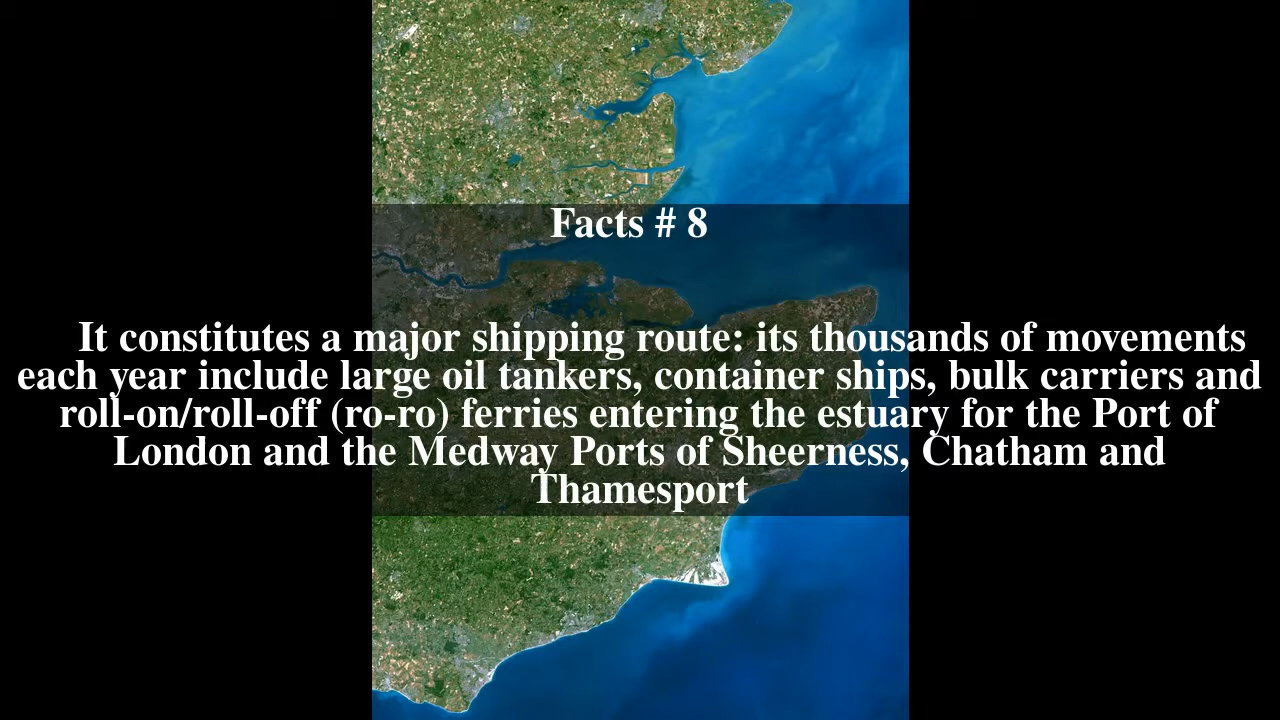 Facts # 8
It constitutes a major shipping route: its thousands of movements
each year include large oil tankers, container ships, bulk carriers and
roll-on/roll-off (ro-ro) ferries entering the estuary for the Port of
London and the Medway Ports of Sheerness, Chatham and
Thamesport